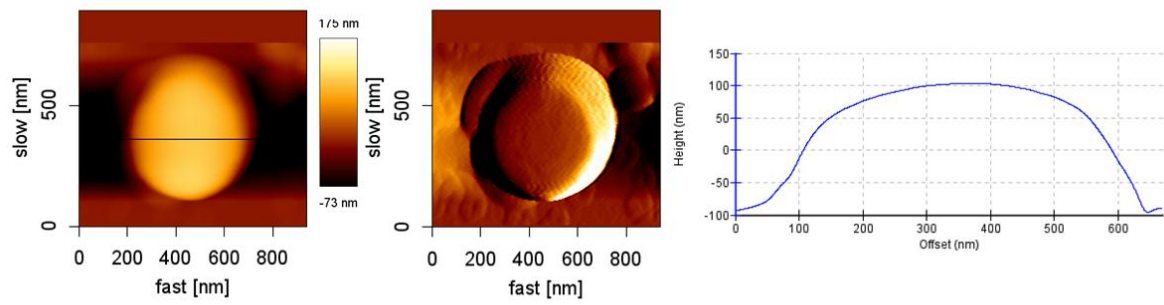 175 nm
-73 nm
slow [nm]
500
0
0 200 400 600 800
fast [nm]
slow [nm]
500
0
0 200 400 600 800
fast [nm]
Height (nm)
150
100
50
0
-50
-100
0 100 200 300 400 500 600
Offset (nm)